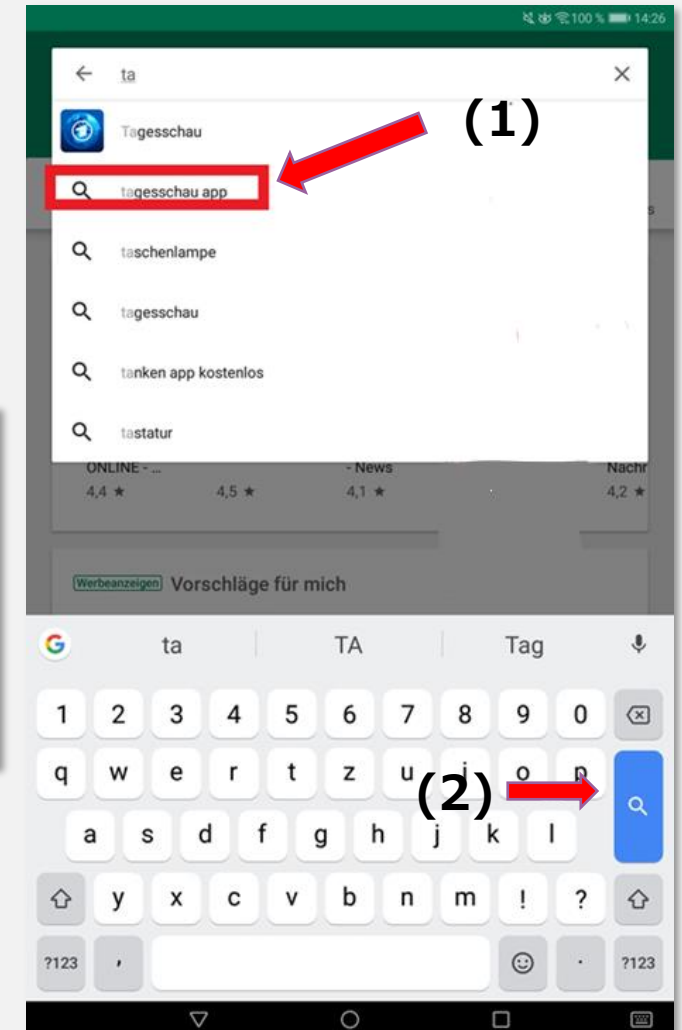 100 % 14:26
ta
(1)
Tagesschau
tagesschau app
s
taschenlampe
tagesschau
tanken app kostenlos
tastatur
ONLINE - ... - News Nachr
4,4 ★ 4,5 ★ 4,1 ★ 4,2 ★
Werbeanzeigen Vorschläge für mich
G ta TA Tag
1 2 3 4 5 6 7 8 9 0
q w e r t z u i o p
(2)
a s d f g h j k l
y x c v b n m ! ?
?123 , . ?123